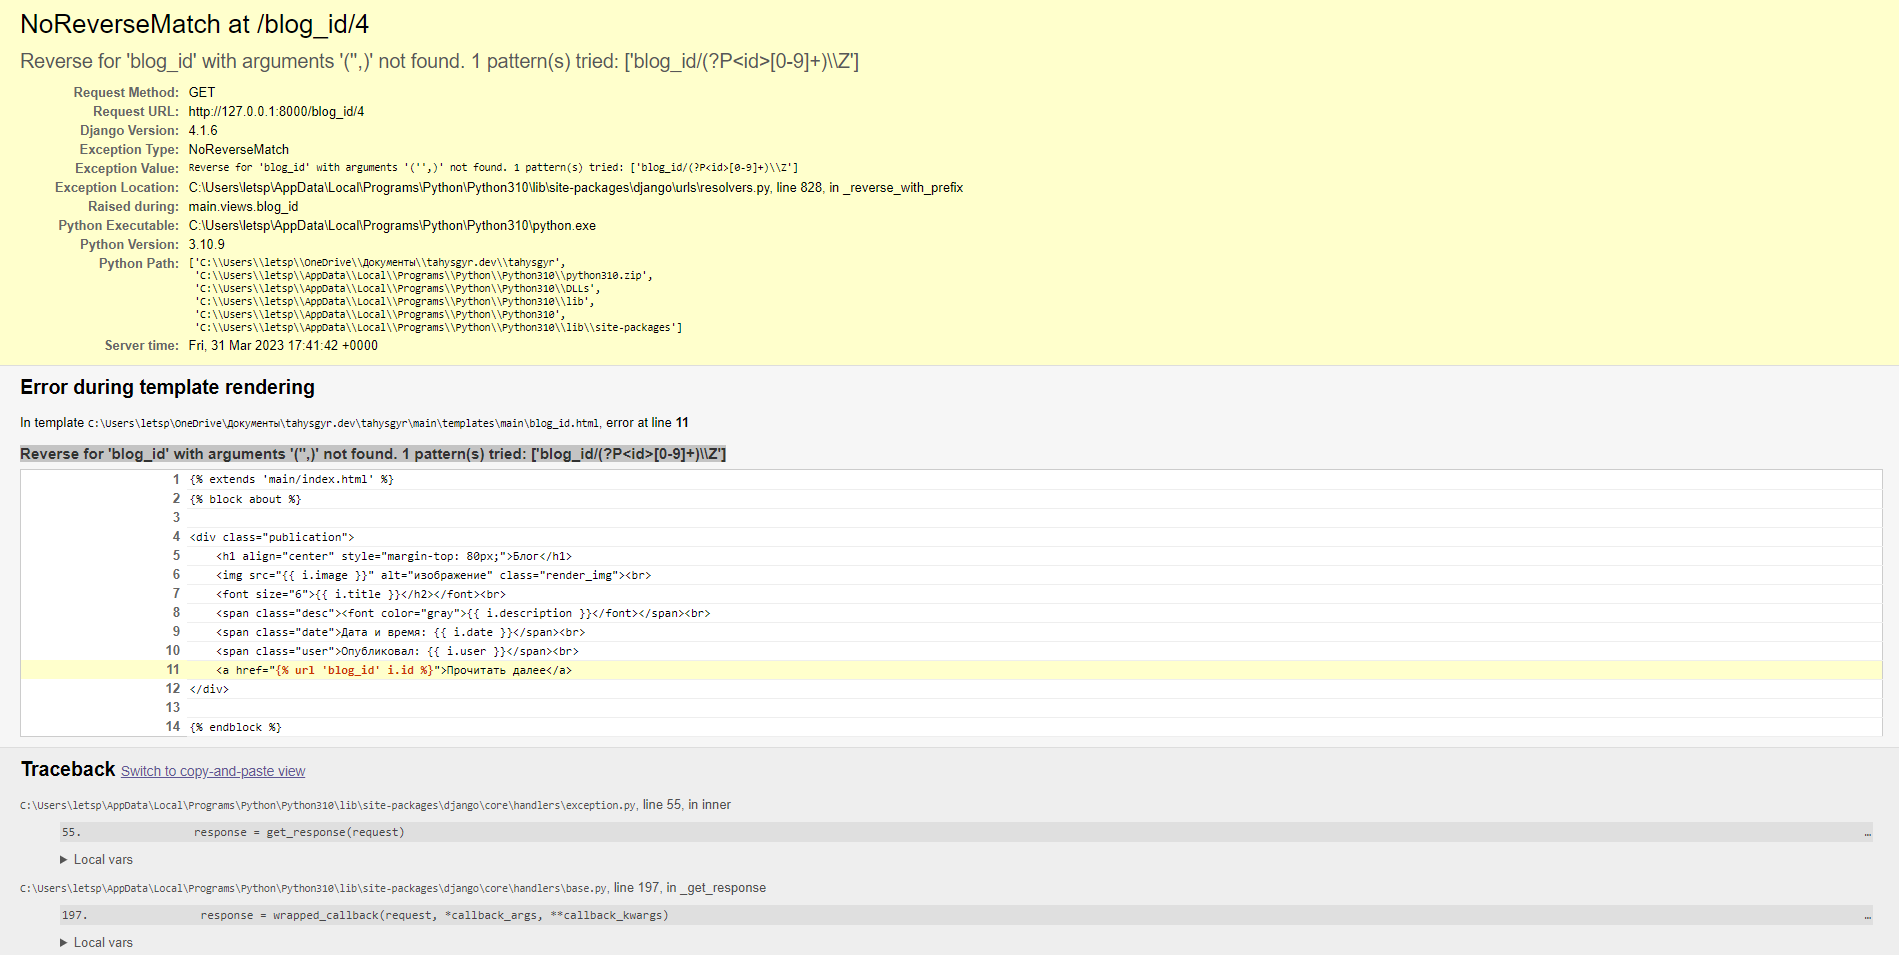 NoReverseMatch at /blog_id/4
Reverse for 'blog_id' with arguments '('',)' not found. 1 pattern(s) tried: ['blog_id/(?P<id>[0-9]+)\\Z']
Request Method: GET
Request URL: http://127.0.0.1:8000/blog_id/4
Django Version: 4.1.6
Exception Type: NoReverseMatch
Exception Value: Reverse for 'blog_id' with arguments '('',)' not found. 1 pattern(s) tried: ['blog_id/(?P<id>[0-9]+)\\Z']
Exception Location: C:\Users\letsp\AppData\Local\Programs\Python\Python310\lib\site-packages\django\urls\resolvers.py, line 828, in _reverse_with_prefix
Raised during: main.views.blog_id
Python Executable: C:\Users\letsp\AppData\Local\Programs\Python\Python310\python.exe
Python Version: 3.10.9
Python Path: ['C:\\Users\\letsp\\OneDrive\\Документы\\tahysgyr.dev\\tahysgyr',
'C:\\Users\\letsp\\AppData\\Local\\Programs\\Python\\Python310\\python310.zip',
'C:\\Users\\letsp\\AppData\\Local\\Programs\\Python\\Python310\\DLLs',
'C:\\Users\\letsp\\AppData\\Local\\Programs\\Python\\Python310\\lib',
'C:\\Users\\letsp\\AppData\\Local\\Programs\\Python\\Python310',
'C:\\Users\\letsp\\AppData\\Local\\Programs\\Python\\Python310\\lib\\site-packages']
Server time: Fri, 31 Mar 2023 17:41:42 +0000
Error during template rendering
In template C:\Users\letsp\OneDrive\Документы\tahysgyr.dev\tahysgyr\main\templates\main\blog_id.html, error at line 11
Reverse for 'blog_id' with arguments '('',)' not found. 1 pattern(s) tried: ['blog_id/(?P<id>[0-9]+)\\Z']
1 {% extends 'main/index.html' %}
2 {% block about %}
3
4 <div class="publication">
5 <h1 align="center" style="margin-top: 80px;">Блог</h1>
6 <img src="{{ i.image }}" alt="изображение" class="render_img"><br>
7 <font size="6">{{ i.title }}</h2></font><br>
8 <span class="desc"><font color="gray">{{ i.description }}</font></span><br>
9 <span class="date">Дата и время: {{ i.date }}</span><br>
10 <span class="user">Опубликовал: {{ i.user }}</span><br>
11 <a href="{% url 'blog_id' i.id %}">Прочитать далее</a>
12 </div>
13
14 {% endblock %}
Traceback Switch to copy-and-paste view
C:\Users\letsp\AppData\Local\Programs\Python\Python310\lib\site-packages\django\core\handlers\exception.py, line 55, in inner
55. response = get_response(request) …
▶ Local vars
C:\Users\letsp\AppData\Local\Programs\Python\Python310\lib\site-packages\django\core\handlers\base.py, line 197, in _get_response
197. response = wrapped_callback(request, *callback_args, **callback_kwargs) …
▶ Local vars